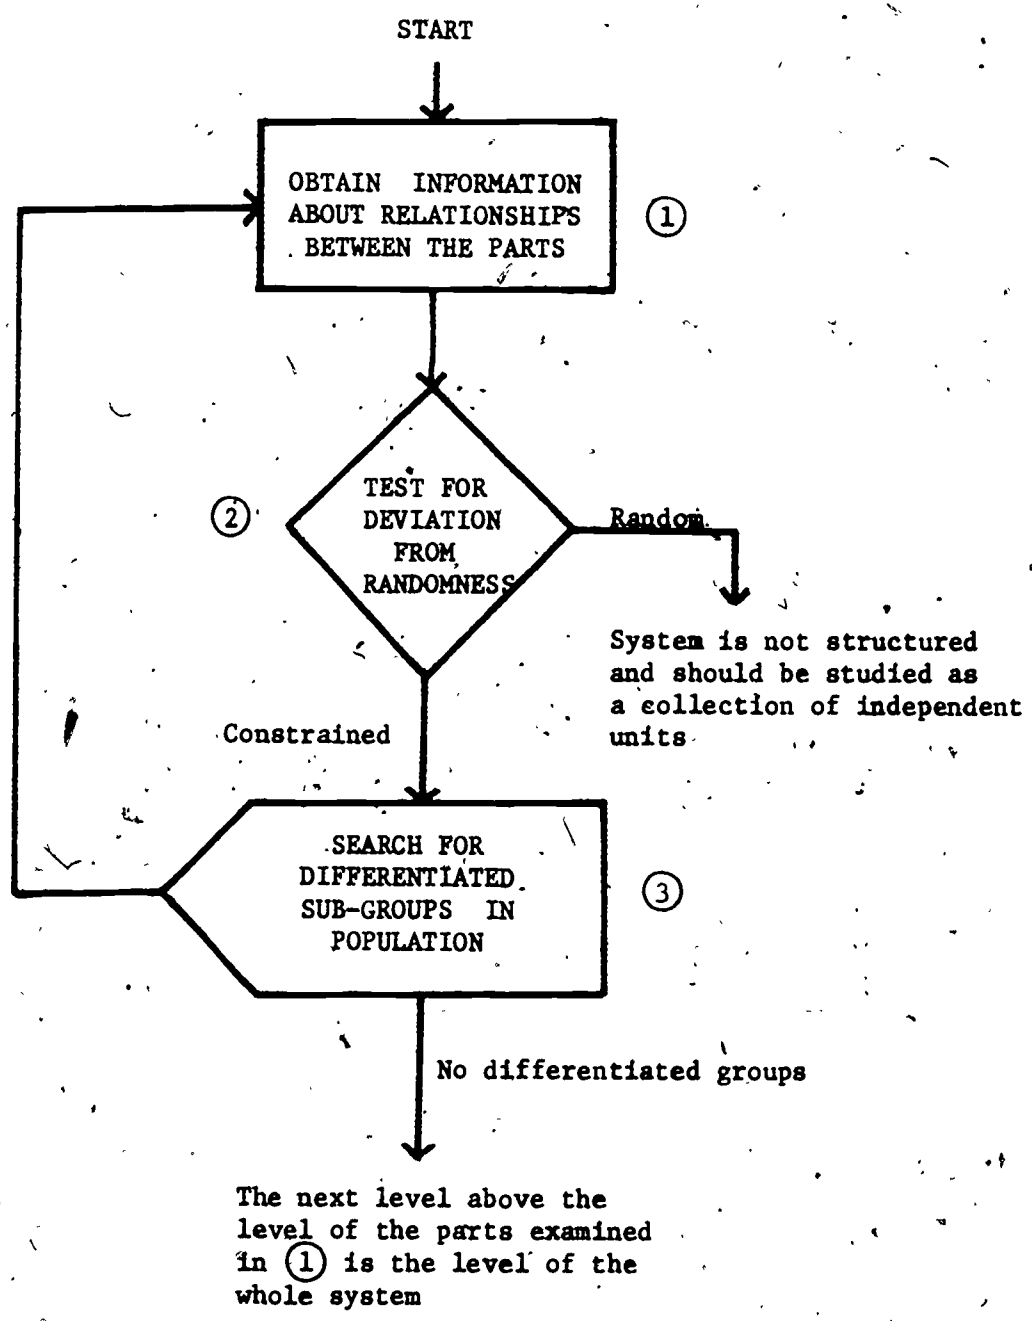 START
OBTAIN INFORMATION
ABOUT RELATIONSHIPS
BETWEEN THE PARTS
1
TEST FOR
DEVIATION
FROM
RANDOMNESS
2
Random
System is not structured
and should be studied as
a collection of independent
units
Constrained
SEARCH FOR
DIFFERENTIATED
SUB-GROUPS IN
POPULATION
3
No differentiated groups
The next level above the
level of the parts examined
in 1 is the level of the
whole system